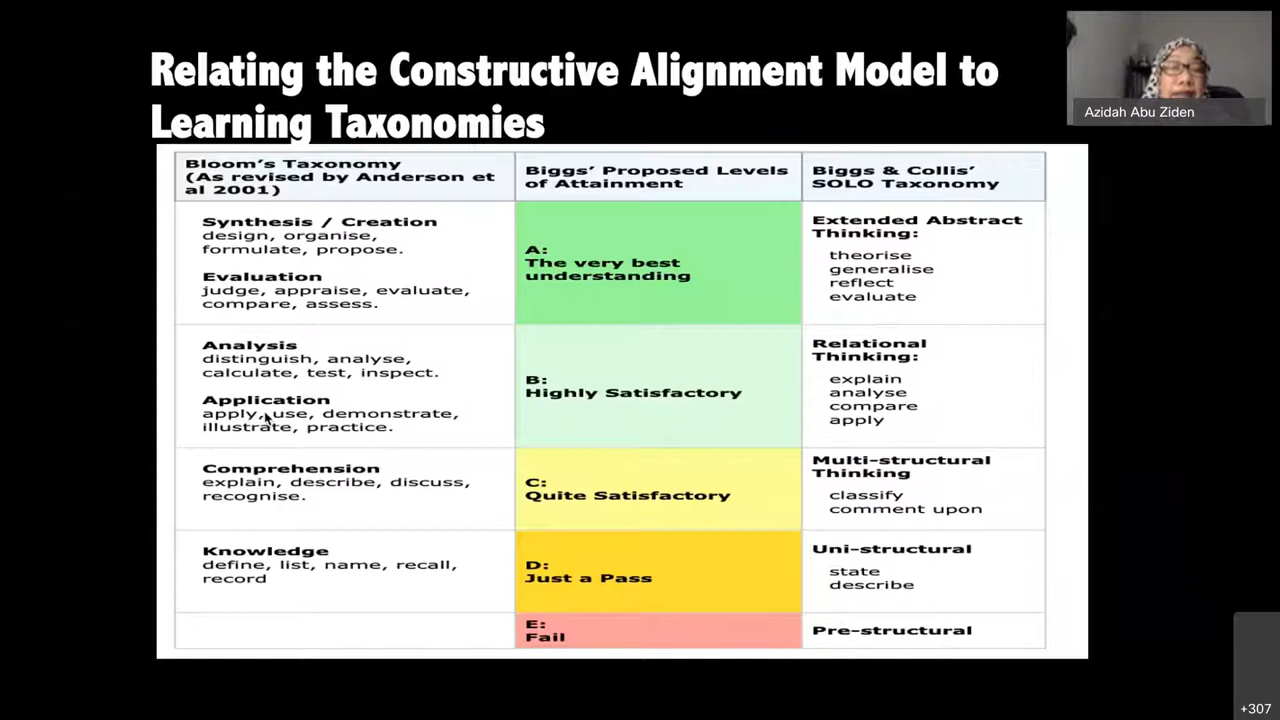 Relating the Constructive Alignment Model to
Learning Taxonomies
Azidah Abu Ziden
Bloom's Taxonomy
(As revised by Anderson et
al 2001)
Biggs' Proposed Levels
of Attainment
Biggs & Collis'
SOLO Taxonomy
Synthesis / Creation
design, organise,
formulate, propose.
Evaluation
judge, appraise, evaluate,
compare, assess.
A:
The very best
understanding
Extended Abstract
Thinking:
theorise
generalise
reflect
evaluate
Analysis
distinguish, analyse,
calculate, test, inspect.
Application
apply, use, demonstrate,
illustrate, practice.
B:
Highly Satisfactory
Relational
Thinking:
explain
analyse
compare
apply
Comprehension
explain, describe, discuss,
recognise.
C:
Quite Satisfactory
Multi-structural
Thinking
classify
comment upon
Knowledge
define, list, name, recall,
record
D:
Just a Pass
Uni-structural
state
describe
E:
Fail
Pre-structural
+307